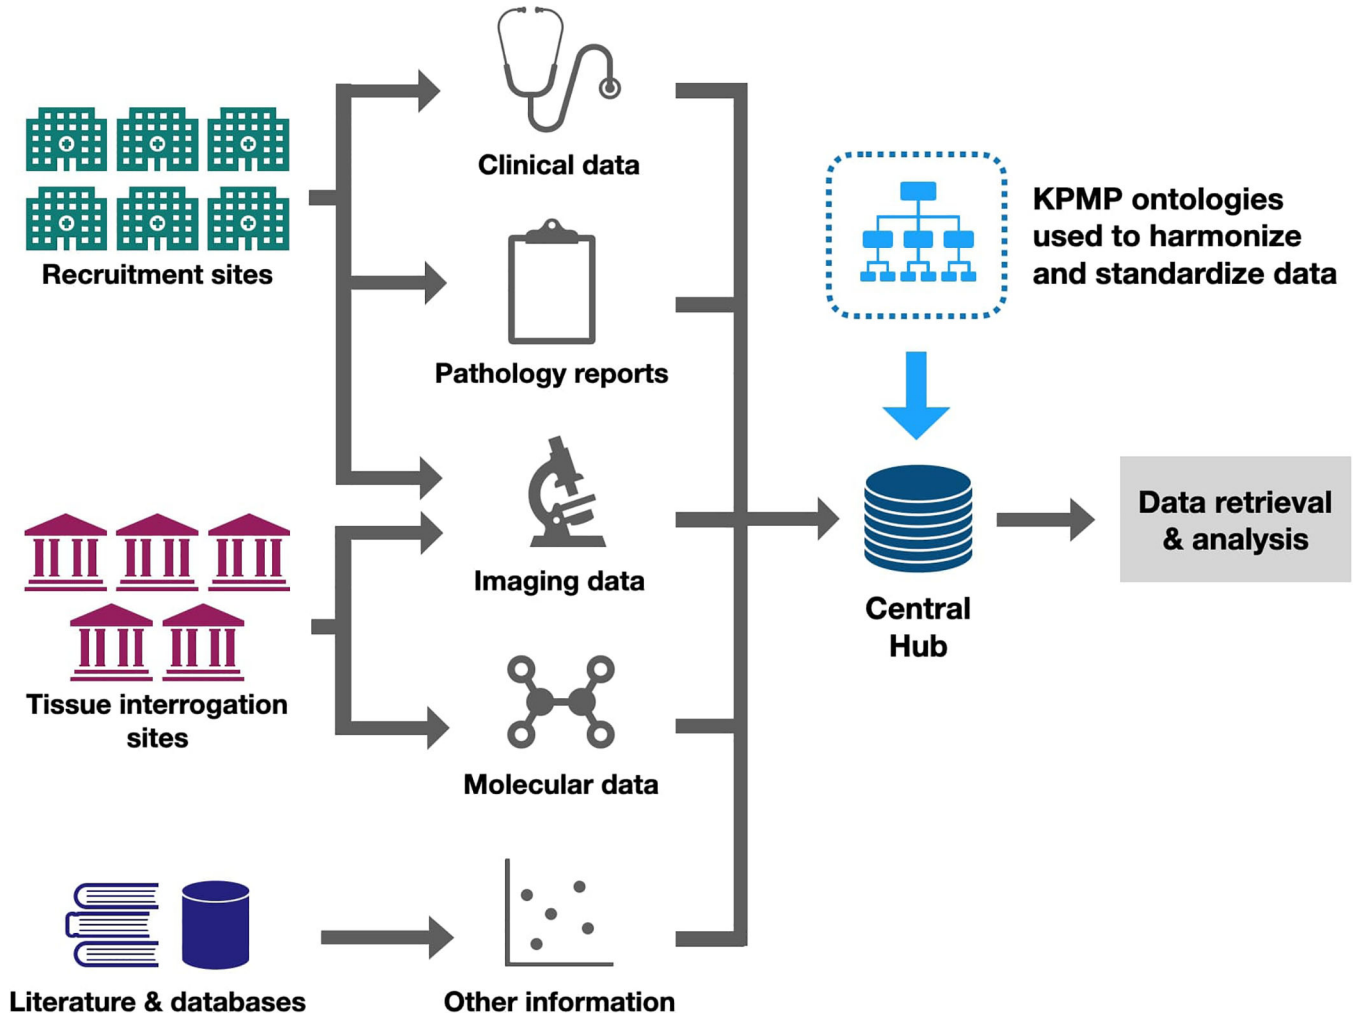 Recruitment sites
Tissue interrogation
sites
Literature & databases
Clinical data
Pathology reports
Imaging data
Molecular data
Other information
KPMP ontologies
used to harmonize
and standardize data
Central
Hub
Data retrieval
& analysis